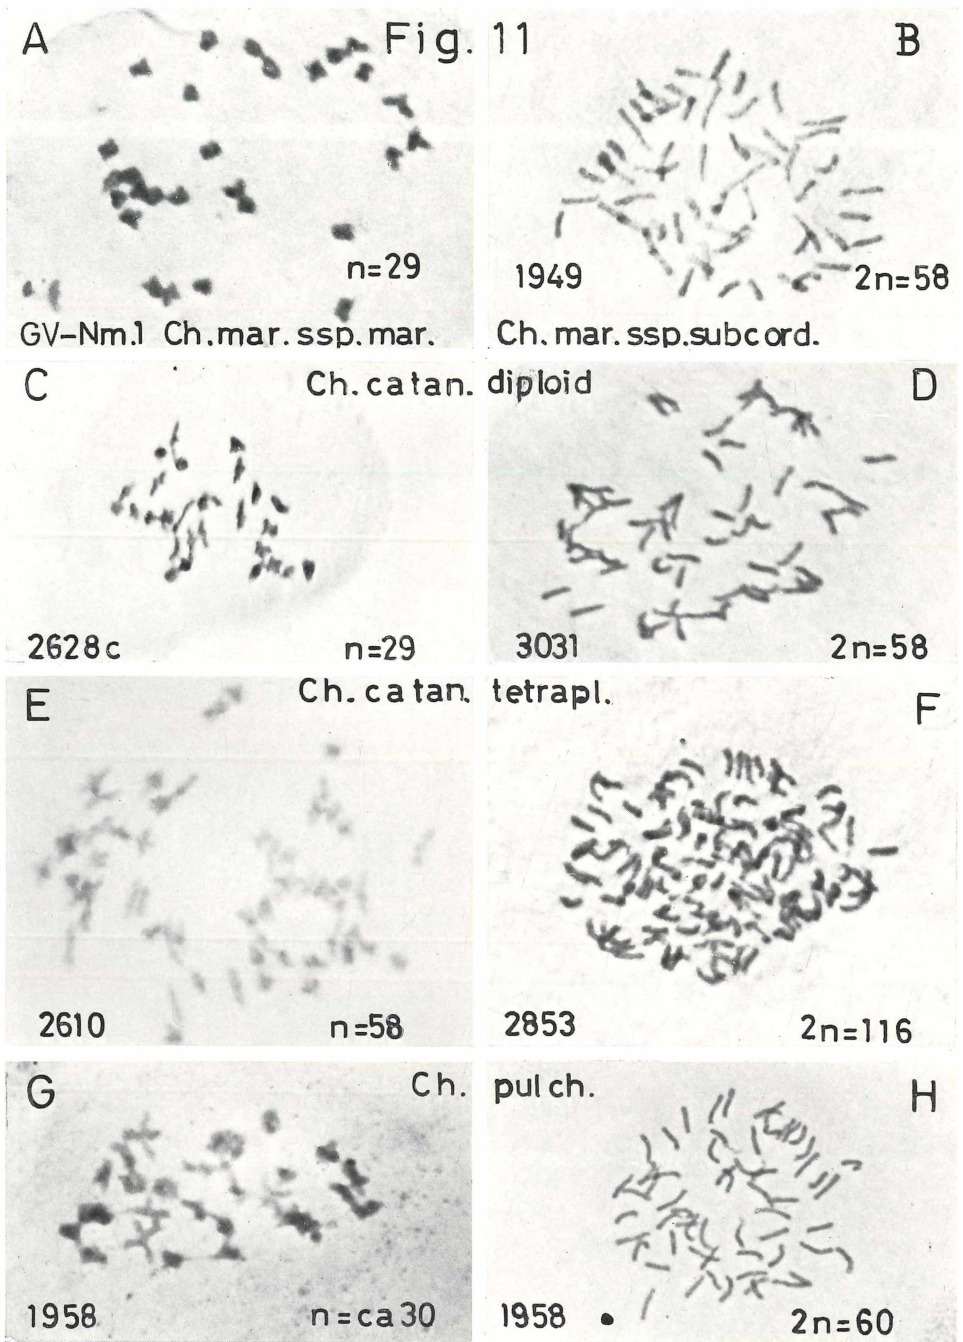 A Fig. 11 B
n=29
1949 2n=58
GV-Nm.1 Ch.mar.ssp.mar. Ch.mar.ssp.subcord.
C Ch.catan. diploid D
2628c n=29 3031 2n=58
E Ch.catan. tetrapl. F
2610 n=58 2853 2n=116
G Ch. pulch. H
1958 n=ca30 1958 2n=60